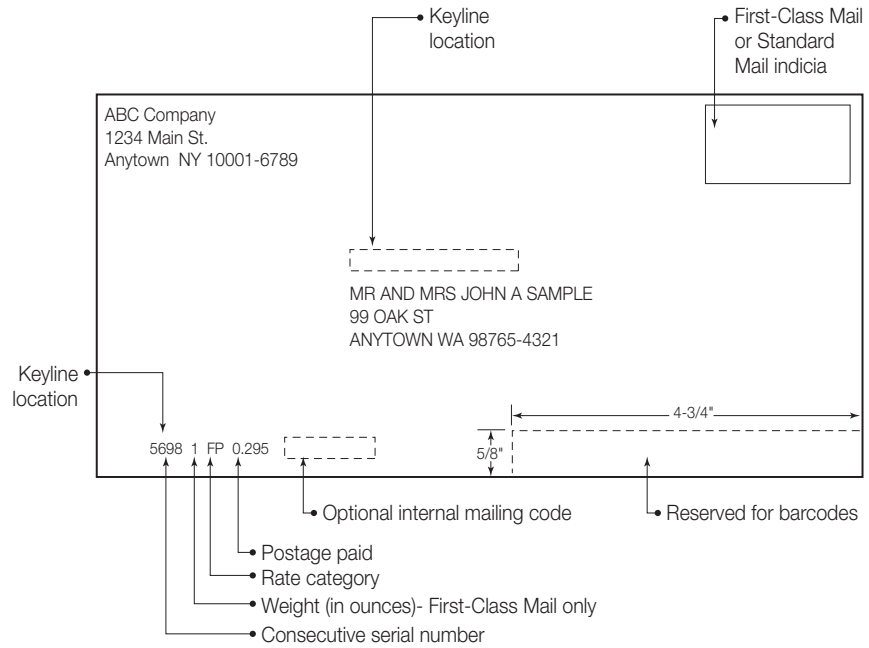 Keyline
location
First-Class Mail
or Standard
Mail indicia
ABC Company
1234 Main St.
Anytown NY 10001-6789
MR AND MRS JOHN A SAMPLE
99 OAK ST
ANYTOWN WA 98765-4321
Keyline
location
4-3/4"
5698 1 FP 0.295
5/8"
Optional internal mailing code
Reserved for barcodes
Postage paid
Rate category
Weight (in ounces)- First-Class Mail only
Consecutive serial number